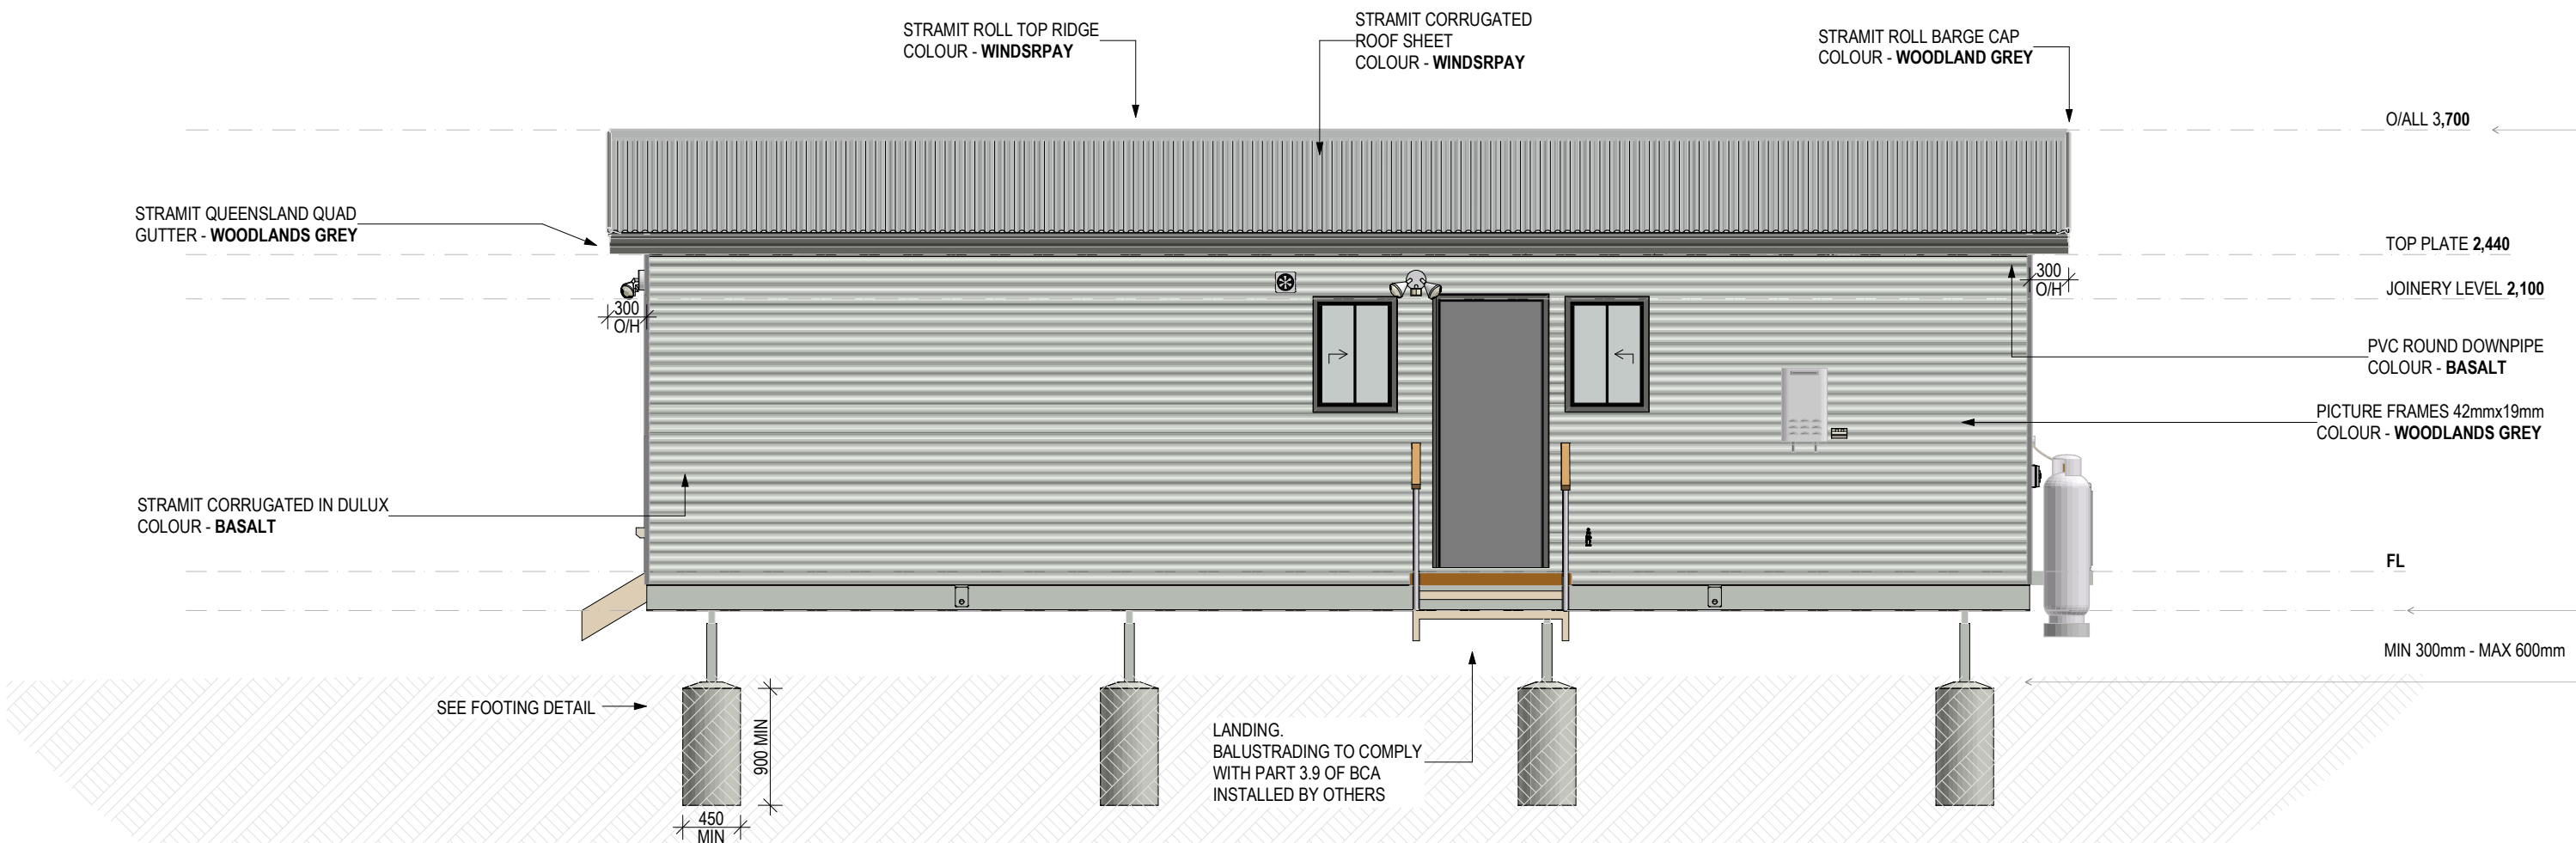 STRAMIT ROLL TOP RIDGE
COLOUR - WINDSRPAY
STRAMIT CORRUGATED
ROOF SHEET
COLOUR - WINDSRPAY
STRAMIT ROLL BARGE CAP
COLOUR - WOODLAND GREY
O/ALL 3,700
STRAMIT QUEENSLAND QUAD
GUTTER - WOODLANDS GREY
TOP PLATE 2,440
300
O/H
JOINERY LEVEL 2,100
300
O/H
PVC ROUND DOWNPIPE
COLOUR - BASALT
PICTURE FRAMES 42mmx19mm
COLOUR - WOODLANDS GREY
STRAMIT CORRUGATED IN DULUX
COLOUR - BASALT
FL
MIN 300mm - MAX 600mm
SEE FOOTING DETAIL
900 MIN
LANDING.
BALUSTRADING TO COMPLY
WITH PART 3.9 OF BCA
INSTALLED BY OTHERS
450
MIN